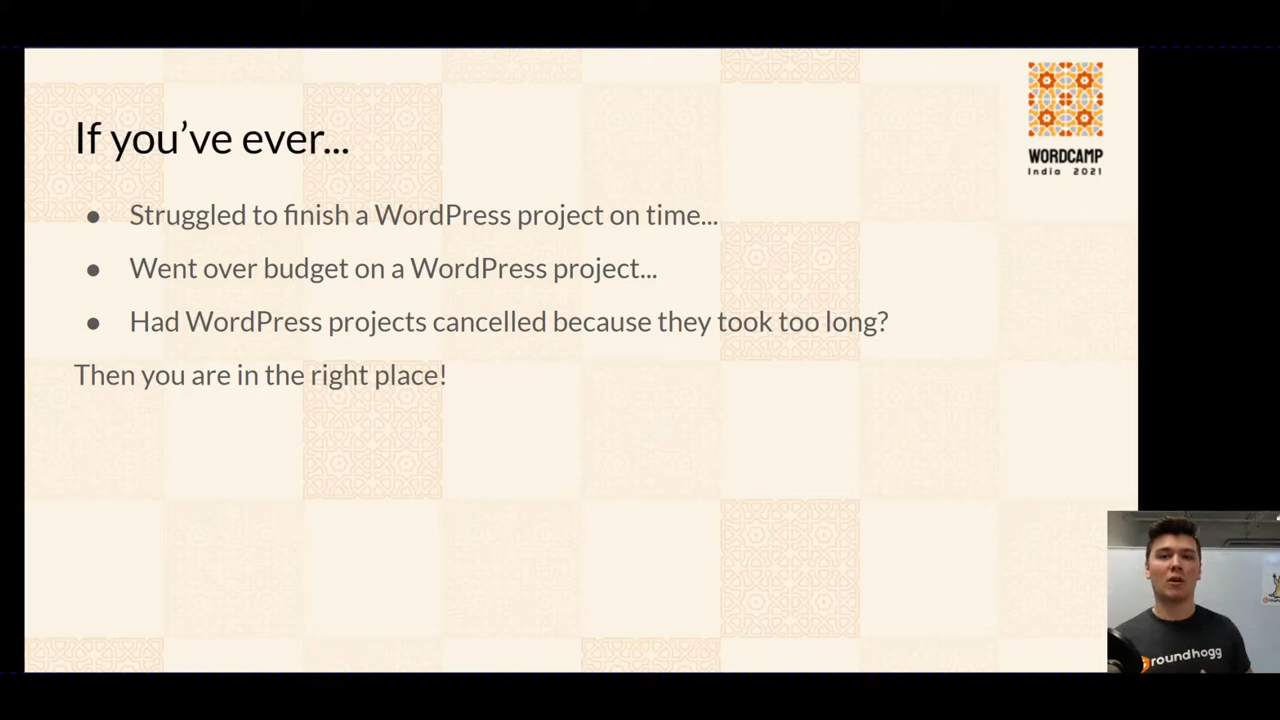 If you’ve ever...
WORDCAMP
India 2021
● Struggled to finish a WordPress project on time...
● Went over budget on a WordPress project...
● Had WordPress projects cancelled because they took too long?
Then you are in the right place!
roundhogg